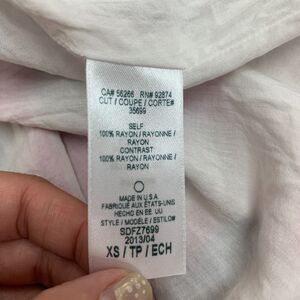 CA# 56266 RN# 92874
CUT / COUPE / CORTE#
35699
SELF
100% RAYON / RAYONNE /
RAYON
CONTRAST
100% RAYON / RAYONNE /
RAYON
MADE IN U.S.A.
FABRIQUÉ AUX ÉTATS-UNIS
HECHO EN EE. UU
STYLE / MODÈLE / ESTILO#
SDFZ7699
2013/04
XS / TP / ECH